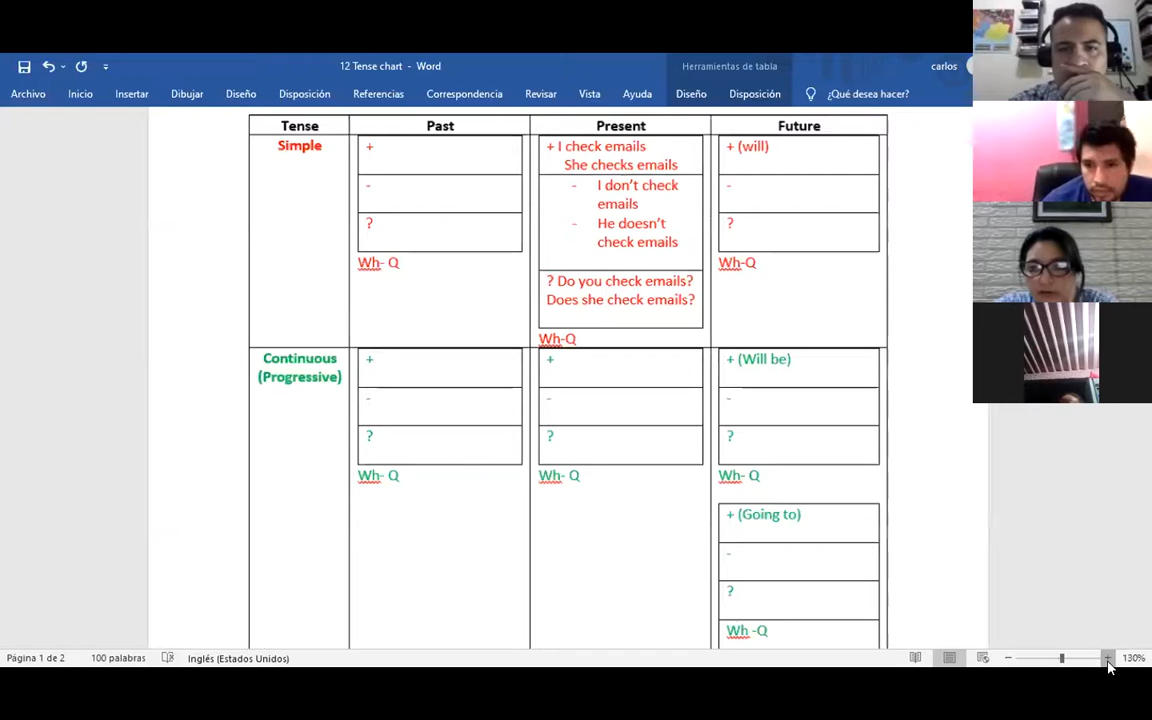 12 Tense chart - Word
Herramientas de tabla
carlos
Archivo Inicio Insertar Dibujar Diseño Disposición Referencias Correspondencia Revisar Vista Ayuda Diseño Disposición ¿Qué desea hacer?
Tense Past Present Future
Simple
+
-
?
Wh- Q
+ I check emails
She checks emails
- I don't check
emails
- He doesn't
check emails
? Do you check emails?
Does she check emails?
Wh-Q
+ (will)
-
?
Wh-Q
Continuous
(Progressive)
+
-
?
Wh- Q
+
-
?
Wh- Q
+ (Will be)
-
?
Wh- Q
+ (Going to)
-
?
Wh -Q
Página 1 de 2 100 palabras Inglés (Estados Unidos) 130%